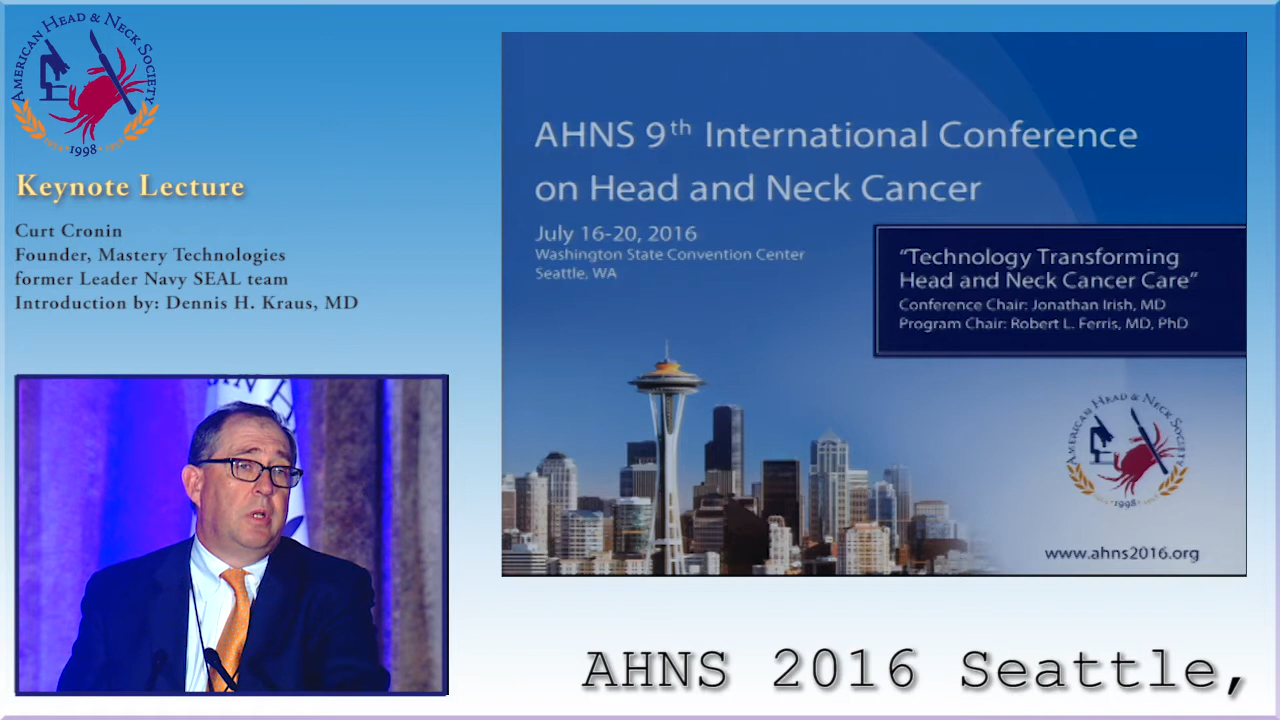 AMERICAN HEAD & NECK SOCIETY
1998
Keynote Lecture
Curt Cronin
Founder, Mastery Technologies
former Leader Navy SEAL team
Introduction by: Dennis H. Kraus, MD
AHNS 9th International Conference
on Head and Neck Cancer
July 16-20, 2016
Washington State Convention Center
Seattle, WA
"Technology Transforming
Head and Neck Cancer Care"
Conference Chair: Jonathan Irish, MD
Program Chair: Robert L. Ferris, MD, PhD
AMERICAN HEAD & NECK SOCIETY
1998
www.ahns2016.org
AHNS 2016 Seattle,